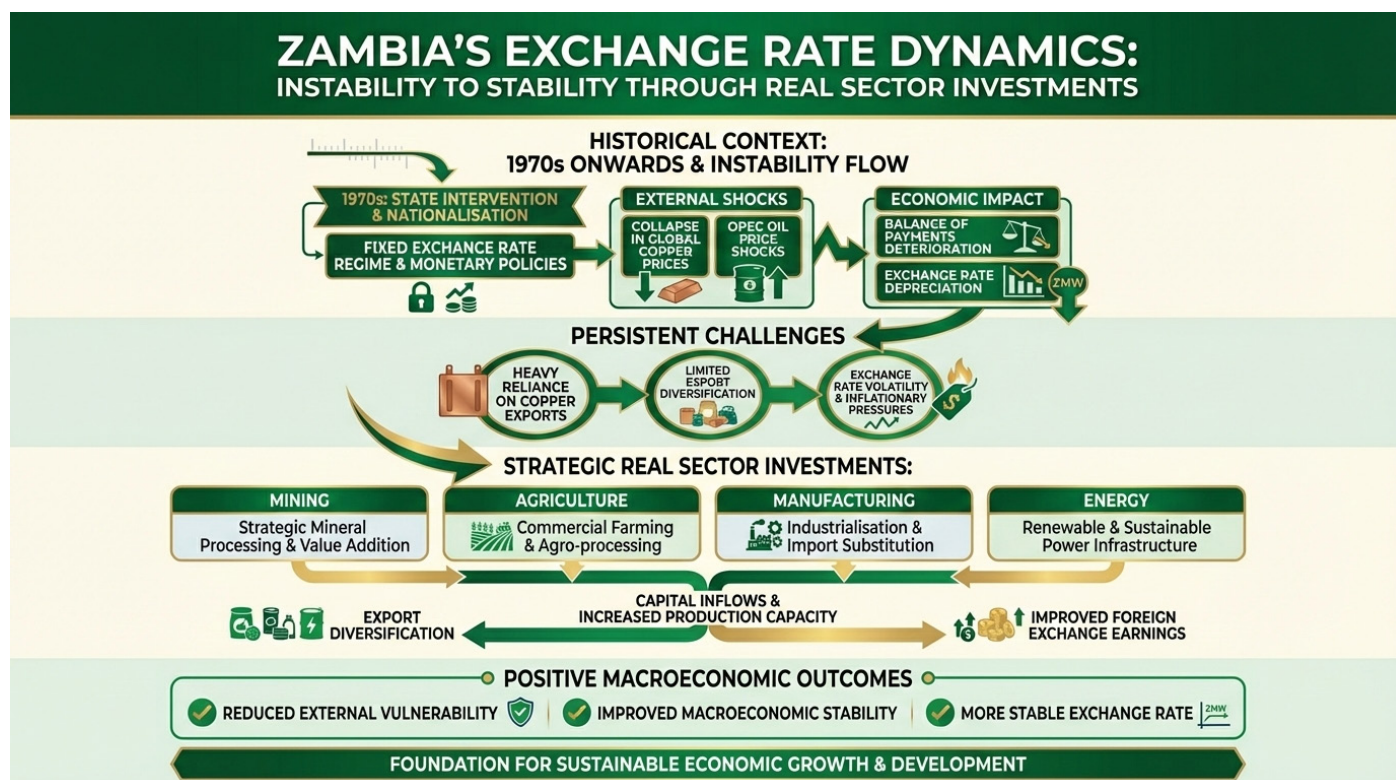 ZAMBIA'S EXCHANGE RATE DYNAMICS:
INSTABILITY TO STABILITY THROUGH REAL SECTOR INVESTMENTS
HISTORICAL CONTEXT:
1970s ONWARDS & INSTABILITY FLOW
1970s: STATE INTERVENTION
& NATIONALISATION
FIXED EXCHANGE RATE
REGIME & MONETARY POLICIES
EXTERNAL SHOCKS
COLLAPSE
IN GLOBAL
COPPER
PRICES
OPEC OIL
PRICE
SHOCKS
ECONOMIC IMPACT
BALANCE OF
PAYMENTS
DETERIORATION
EXCHANGE RATE
DEPRECIATION
ZMW
PERSISTENT CHALLENGES
HEAVY
RELIANCE
ON COPPER
EXPORTS
LIMITED
ESPORT
DIVERSIFICATION
EXCHANGE
RATE VOLATILITY
& INFLATIONARY
PRESSURES
$
STRATEGIC REAL SECTOR INVESTMENTS:
MINING
Strategic Mineral
Processing & Value Addition
AGRICULTURE
Commercial Farming
& Agro-processing
MANUFACTURING
Industrialisation &
Import Substitution
ENERGY
Renewable & Sustainable
Power Infrastructure
CAPITAL INFLOWS &
INCREASED PRODUCTION CAPACITY
EXPORT
DIVERSIFICATION
$
IMPROVED FOREIGN
EXCHANGE EARNINGS
POSITIVE MACROECONOMIC OUTCOMES
REDUCED EXTERNAL VULNERABILITY
IMPROVED MACROECONOMIC STABILITY
MORE STABLE EXCHANGE RATE
ZMW
FOUNDATION FOR SUSTAINABLE ECONOMIC GROWTH & DEVELOPMENT